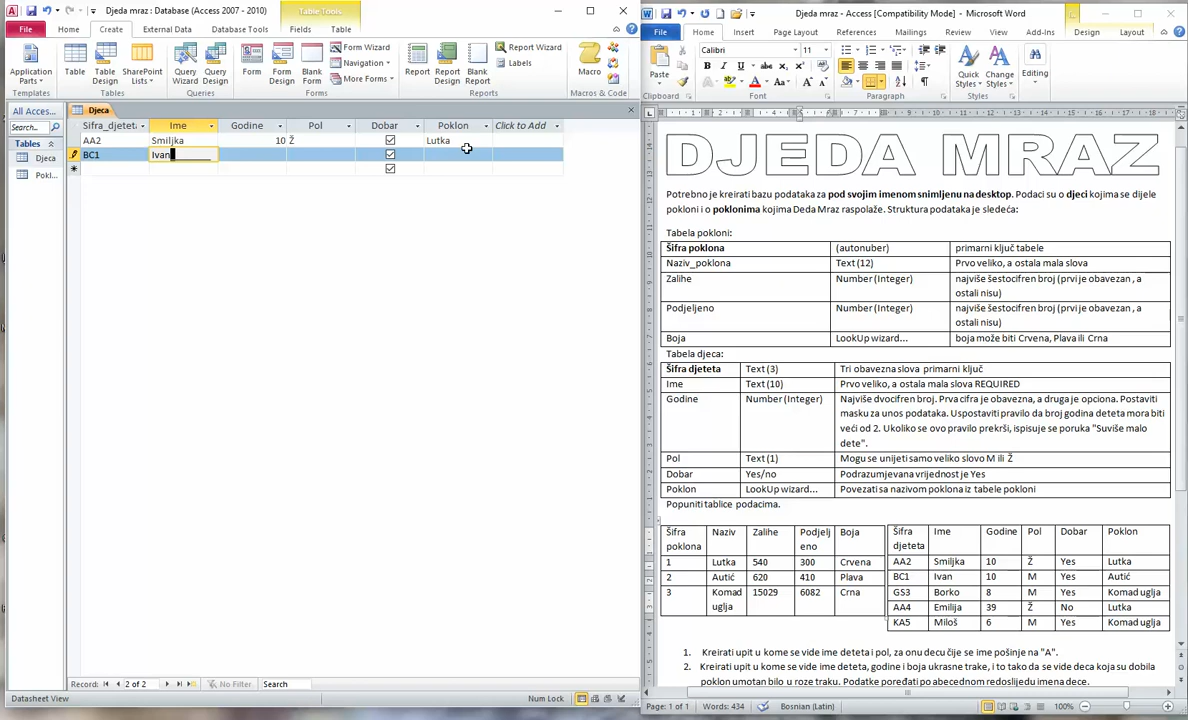 Djeda mraz : Database (Access 2007 - 2010)
Table Tools
File
Home
Create
External Data
Database Tools
Fields
Table
Application Parts
Templates
Table
Table Design
SharePoint Lists
Tables
Query Wizard
Query Design
Queries
Form
Form Design
Blank Form
Form Wizard
Navigation
More Forms
Forms
Report
Report Design
Blank Report
Report Wizard
Labels
Reports
Macro
Macros & Code
All Acces...
Search...
Tables
Djeca
Pokl...
Djeca
Sifra_djeteta Ime Godine Pol Dobar Poklon Click to Add
AA2 Smiljka 10 Ž Lutka
BC1 Ivan
Record: 2 of 2 No Filter Search
Datasheet View
Num Lock
Djeda mraz - Access [Compatibility Mode] - Microsoft Word
File
Home
Insert
Page Layout
References
Mailings
Review
View
Add-Ins
Design
Layout
Paste
Clipboard
Calibri
11
Font
Paragraph
Quick Styles
Change Styles
Styles
Editing
DJEDA MRAZ
Potrebno je kreirati bazu podataka za pod svojim imenom snimljenu na desktop. Podaci su o djeci kojima se dijele
pokloni i o poklonima kojima Deda Mraz raspolaže. Struktura podataka je sledeća:
Tabela pokloni:
Šifra poklona (autonuber) primarni ključ tabele
Naziv_poklona Text (12) Prvo veliko, a ostala mala slova
Zalihe Number (Integer) najviše šestocifren broj (prvi je obavezan , a
ostali nisu)
Podjeljeno Number (Integer) najviše šestocifren broj (prvi je obavezan , a
ostali nisu)
Boja LookUp wizard... boja može biti Crvena, Plava ili Crna
Tabela djeca:
Šifra djeteta Text (3) Tri obavezna slova primarni ključ
Ime Text (10) Prvo veliko, a ostala mala slova REQUIRED
Godine Number (Integer) Najviše dvocifren broj. Prva cifra je obavezna, a druga je opciona. Postaviti
masku za unos podataka. Uspostaviti pravilo da broj godina deteta mora biti
veći od 2. Ukoliko se ovo pravilo prekrši, ispisuje se poruka "Suviše malo
dete".
Pol Text (1) Mogu se unijeti samo veliko slovo M ili Ž
Dobar Yes/no Podrazumjevana vrijednost je Yes
Poklon LookUp wizard... Povezati sa nazivom poklona iz tabele pokloni
Popuniti tablice podacima.
Šifra poklona Naziv Zalihe Podjeljeno Boja
1 Lutka 540 300 Crvena
2 Autić 620 410 Plava
3 Komad uglja 15029 6082 Crna
Šifra djeteta Ime Godine Pol Dobar Poklon
AA2 Smiljka 10 Ž Yes Lutka
BC1 Ivan 10 M Yes Autić
GS3 Borko 8 M Yes Komad uglja
AA4 Emilija 39 Ž No Lutka
KA5 Miloš 6 M Yes Komad uglja
1. Kreirati upit u kome se vide ime deteta i pol, za onu decu čije se ime pošinje na "A".
2. Kreirati upit u kome se vide ime deteta, godine i boja ukrasne trake, i to tako da se vide deca koja su dobila
poklon umotan bilo u roze traku. Podatke poređati po abecednom redoslijedu imena dece.
Page: 1 of 1
Words: 434
Bosnian (Latin)
100%